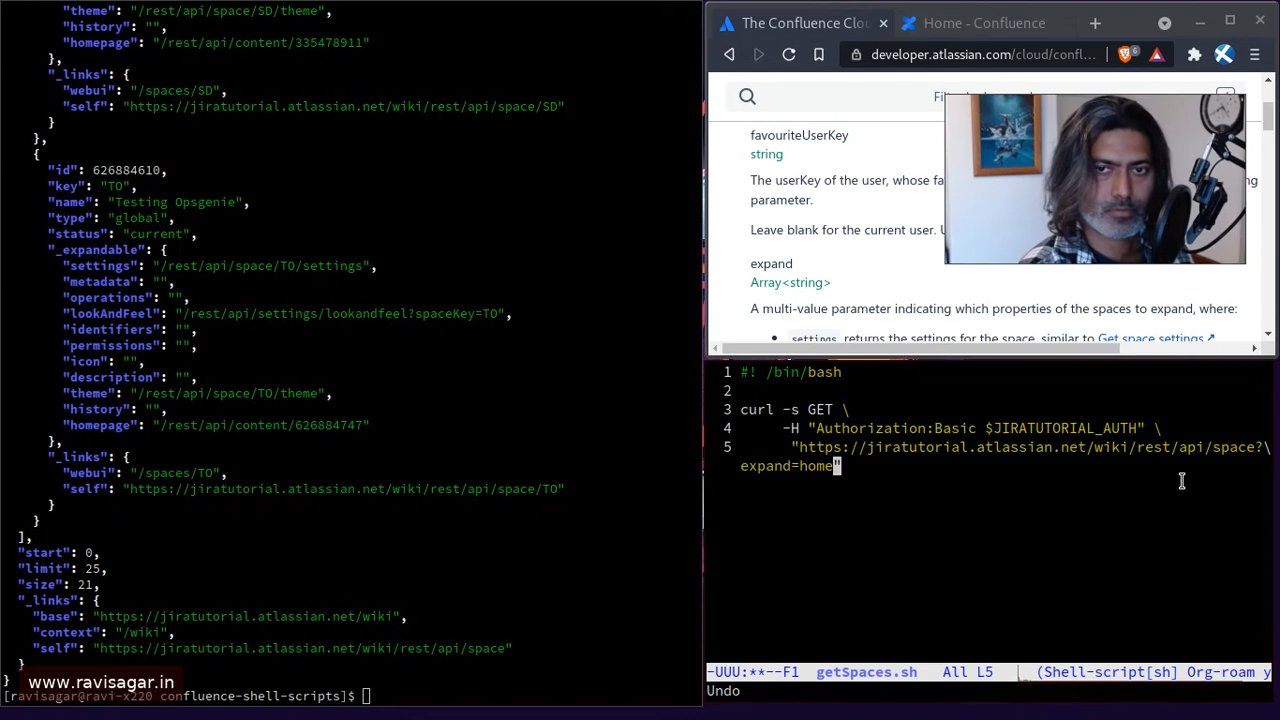 "theme": "/rest/api/space/SD/theme",
"history": "",
"homepage": "/rest/api/content/335478911"
},
"_links": {
"webui": "/spaces/SD",
"self": "https://jiratutorial.atlassian.net/wiki/rest/api/space/SD"
}
},
{
"id": 626884610,
"key": "TO",
"name": "Testing Opsgenie",
"type": "global",
"status": "current",
"_expandable": {
"settings": "/rest/api/space/TO/settings",
"metadata": "",
"operations": "",
"lookAndFeel": "/rest/api/settings/lookandfeel?spaceKey=TO",
"identifiers": "",
"permissions": "",
"icon": "",
"description": "",
"theme": "/rest/api/space/TO/theme",
"history": "",
"homepage": "/rest/api/content/626884747"
},
"_links": {
"webui": "/spaces/TO",
"self": "https://jiratutorial.atlassian.net/wiki/rest/api/space/TO"
}
}
],
"start": 0,
"limit": 25,
"size": 21,
"_links": {
"base": "https://jiratutorial.atlassian.net/wiki",
"context": "/wiki",
"self": "https://jiratutorial.atlassian.net/wiki/rest/api/space"
}
}
www.ravisagar.in
[ravisagar@ravi-x220 confluence-shell-scripts]$
The Confluence Clou
Home - Confluence
developer.atlassian.com/cloud/confl...
6
favouriteUserKey
string
The userKey of the user, whose fa
ing
parameter.
Leave blank for the current user.
expand
Array<string>
A multi-value parameter indicating which properties of the spaces to expand, where:
settings returns the settings for the space, similar to Get space settings
1 #! /bin/bash
2
3 curl -s GET \
4 -H "Authorization:Basic $JIRATUTORIAL_AUTH" \
5 "https://jiratutorial.atlassian.net/wiki/rest/api/space?\
expand=home"
-UUU:**--F1 getSpaces.sh All L5 (Shell-script[sh] Org-roam y
Undo